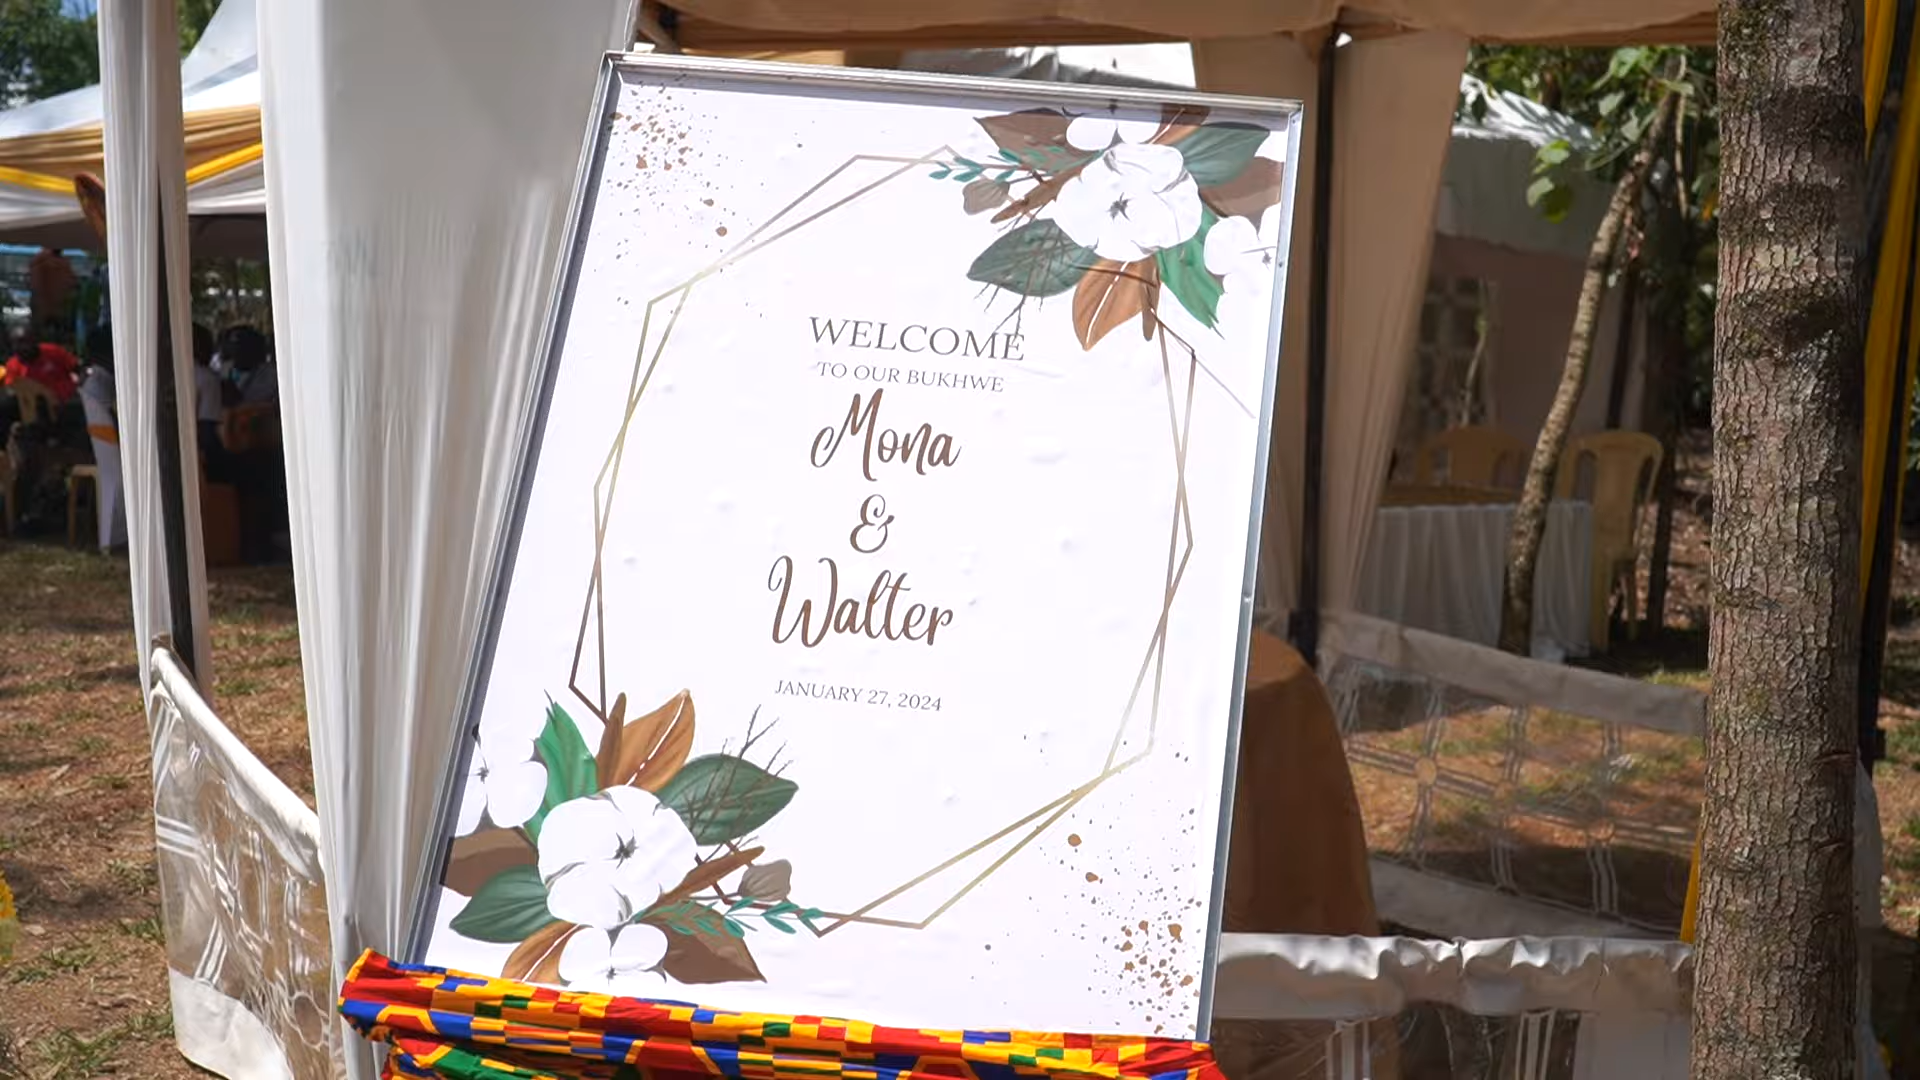 WELCOME
TO OUR BUKHWE
Mona
&
Walter
JANUARY 27, 2024